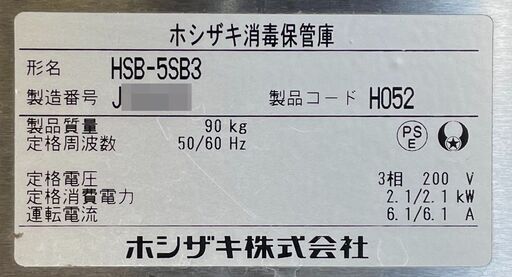 ホシザキ消毒保管庫
形名 HSB-5SB3
製造番号 J 製品コード H052
製品質量 90 kg
定格周波数 50/60 Hz
PS
E
定格電圧 3相 200 V
定格消費電力 2.1/2.1 kW
運転電流 6.1/6.1 A
ホシザキ株式会社